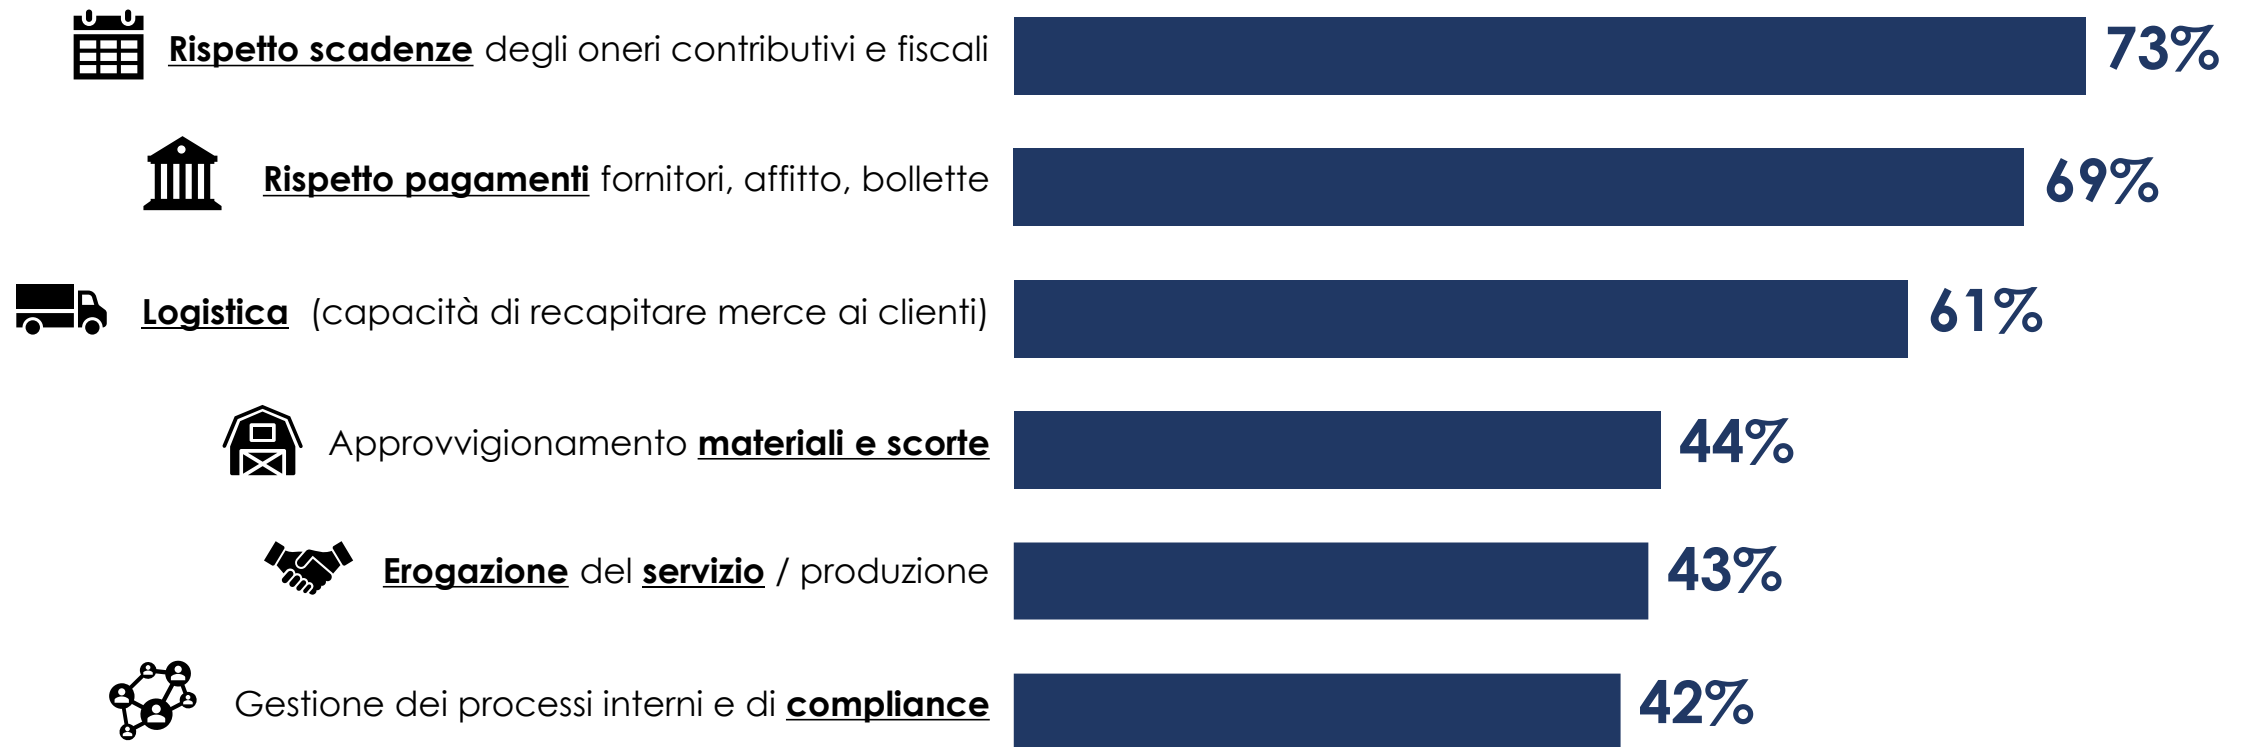 Rispetto scadenze degli oneri contributivi e fiscali 73%
Rispetto pagamenti fornitori, affitto, bollette 69%
Logistica (capacità di recapitare merce ai clienti) 61%
Approvvigionamento materiali e scorte 44%
Erogazione del servizio / produzione 43%
Gestione dei processi interni e di compliance 42%